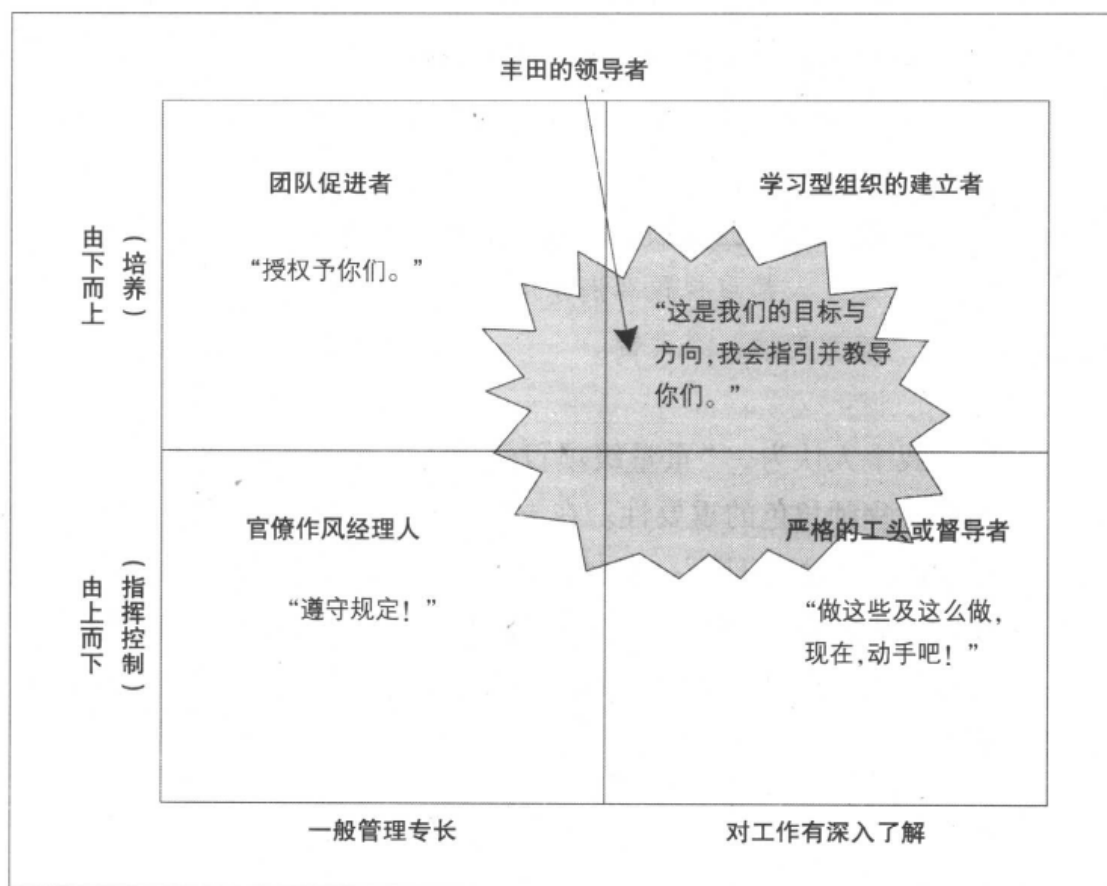 丰田的领导者
团队促进者
学习型组织的建立者
“授权予你们。”
“这是我们的目标与
方向,我会指引并教导
你们。”
由下而上
(培养)
官僚作风经理人
严格的工头或督导者
“遵守规定!”
“做这些及这么做,
现在,动手吧!”
由上而下
(指挥控制)
一般管理专长
对工作有深入了解